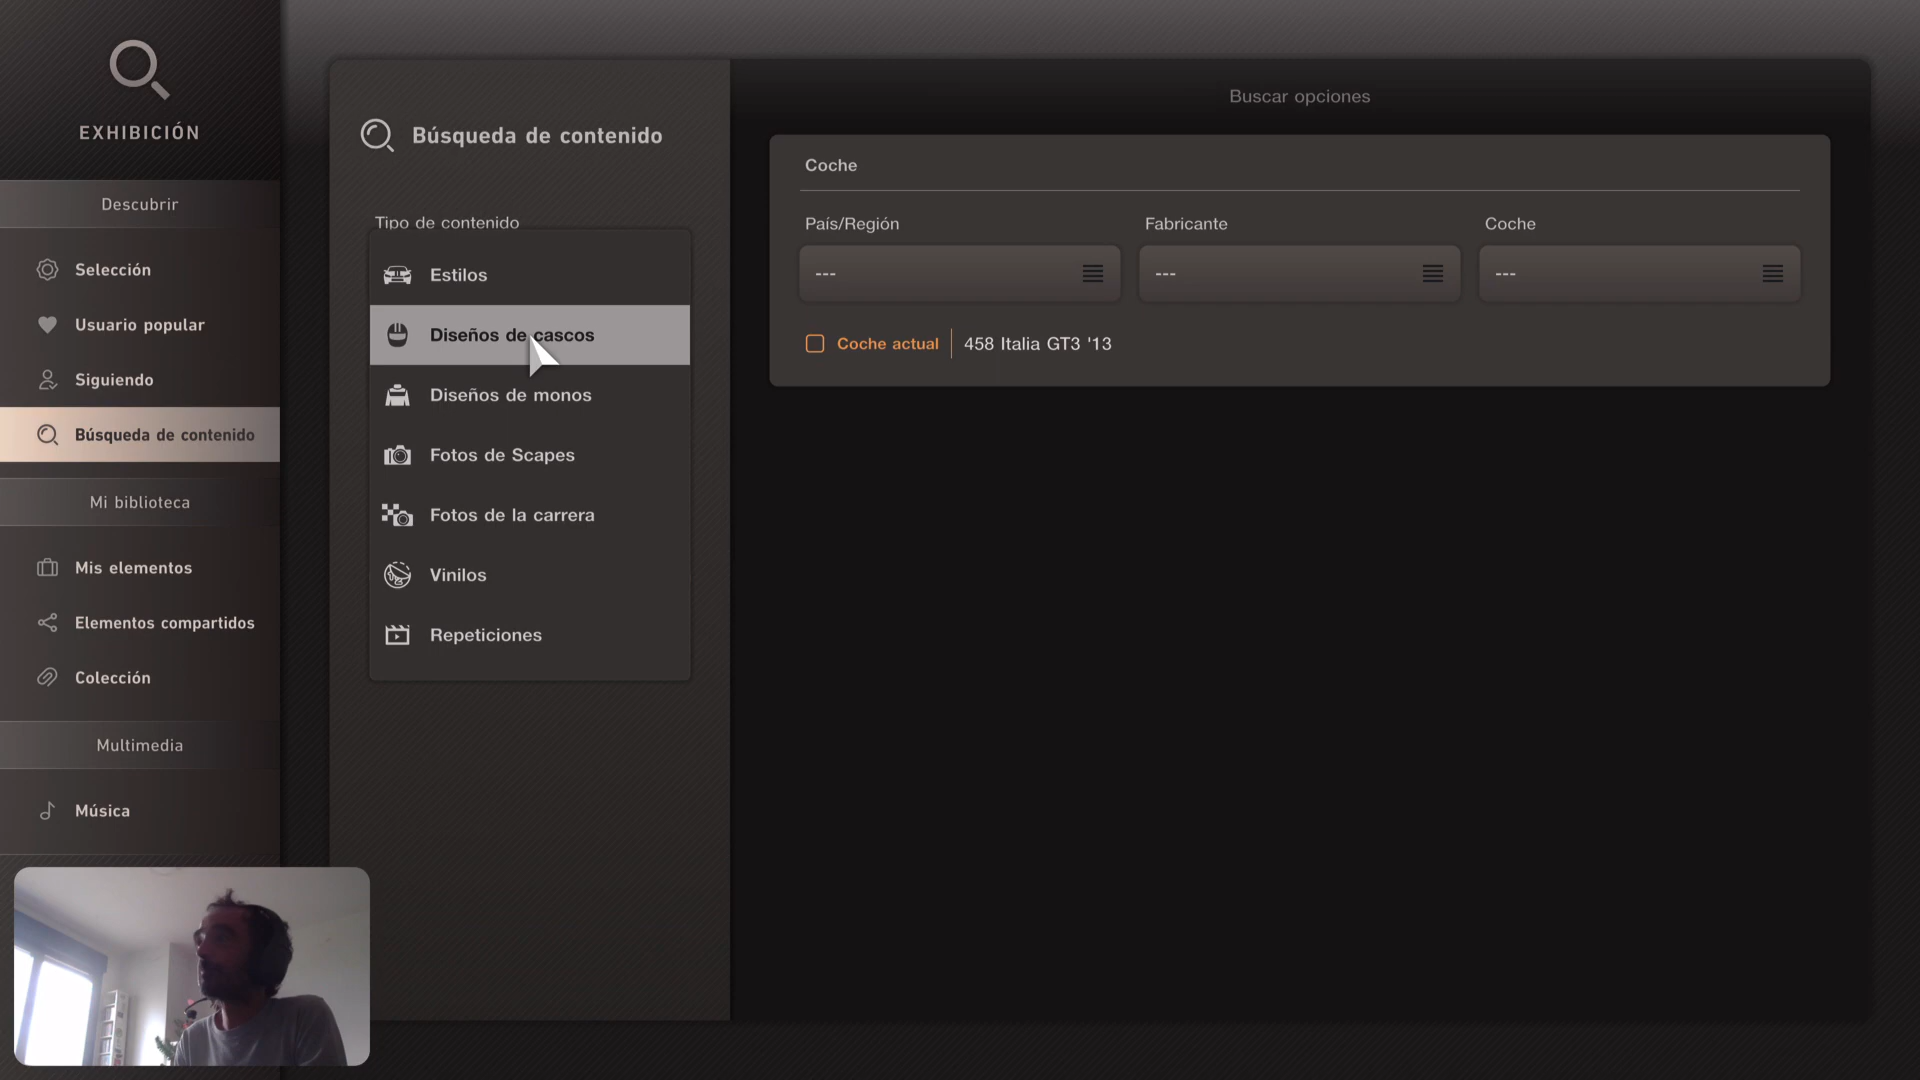 EXHIBICIÓN
Descubrir
Selección
Usuario popular
Siguiendo
Búsqueda de contenido
Mi biblioteca
Mis elementos
Elementos compartidos
Colección
Multimedia
Música
Búsqueda de contenido
Tipo de contenido
Estilos
Diseños de cascos
Diseños de monos
Fotos de Scapes
Fotos de la carrera
Vinilos
Repeticiones
Buscar opciones
Coche
País/Región
Fabricante
Coche
---
---
---
Coche actual
458 Italia GT3 '13